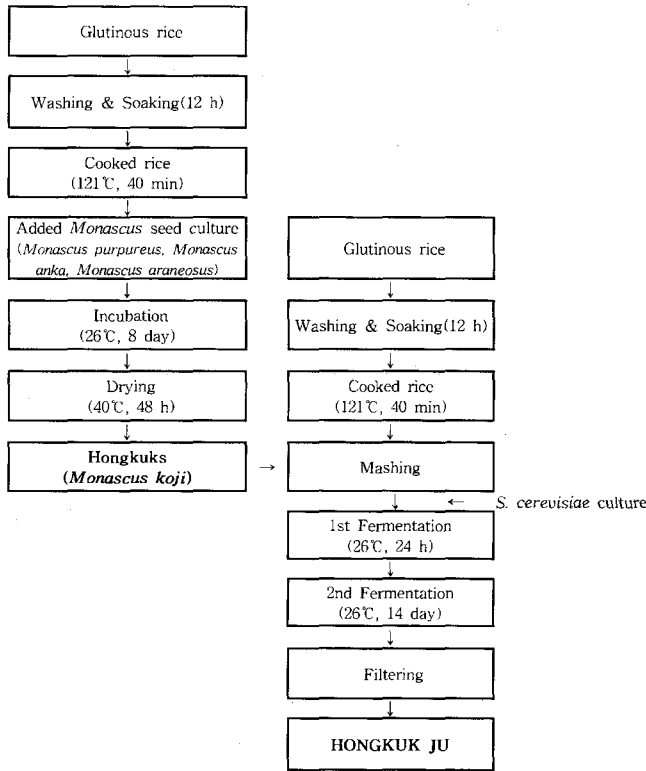 Glutinous rice
↓
Washing & Soaking(12 h)
↓
Cooked rice
(121℃, 40 min)
↓
Added Monascus seed culture
(Monascus purpureus, Monascus
anka, Monascus araneosus)
↓
Incubation
(26℃, 8 day)
↓
Drying
(40℃, 48 h)
↓
Hongkuks
(Monascus koji)
→
Glutinous rice
↓
Washing & Soaking(12 h)
↓
Cooked rice
(121℃, 40 min)
↓
Mashing
↓
← S. cerevisiae culture
1st Fermentation
(26℃, 24 h)
↓
2nd Fermentation
(26℃, 14 day)
↓
Filtering
↓
HONGKUK JU